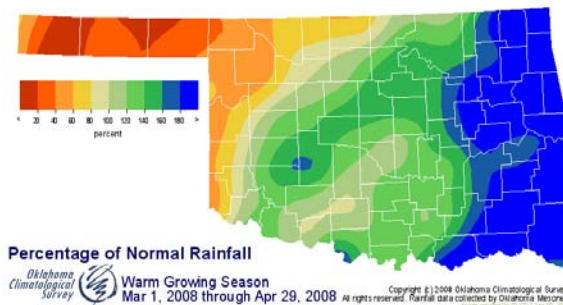 < 20 40 60 80 100 120 140 160 180 >
percent
Percentage of Normal Rainfall
Oklahoma
Climatological
Survey
Warm Growing Season
Mar 1, 2008 through Apr 29, 2008
Copyright (c) 2008 Oklahoma Climatological Surve
All rights reserved. Rainfall data collected by Oklahoma Mesone